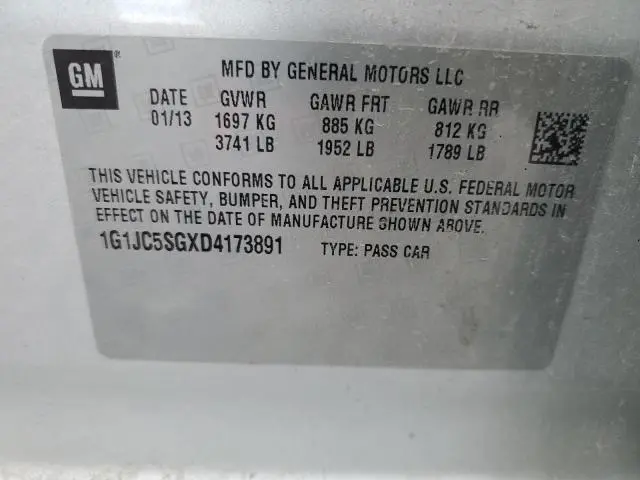 GM
®
MFD BY GENERAL MOTORS LLC
DATE GVWR GAWR FRT GAWR RR
01/13 1697 KG 885 KG 812 KG
3741 LB 1952 LB 1789 LB
THIS VEHICLE CONFORMS TO ALL APPLICABLE U.S. FEDERAL MOTOR
VEHICLE SAFETY, BUMPER, AND THEFT PREVENTION STANDARDS IN
EFFECT ON THE DATE OF MANUFACTURE SHOWN ABOVE.
1G1JC5SGXD4173891 TYPE: PASS CAR